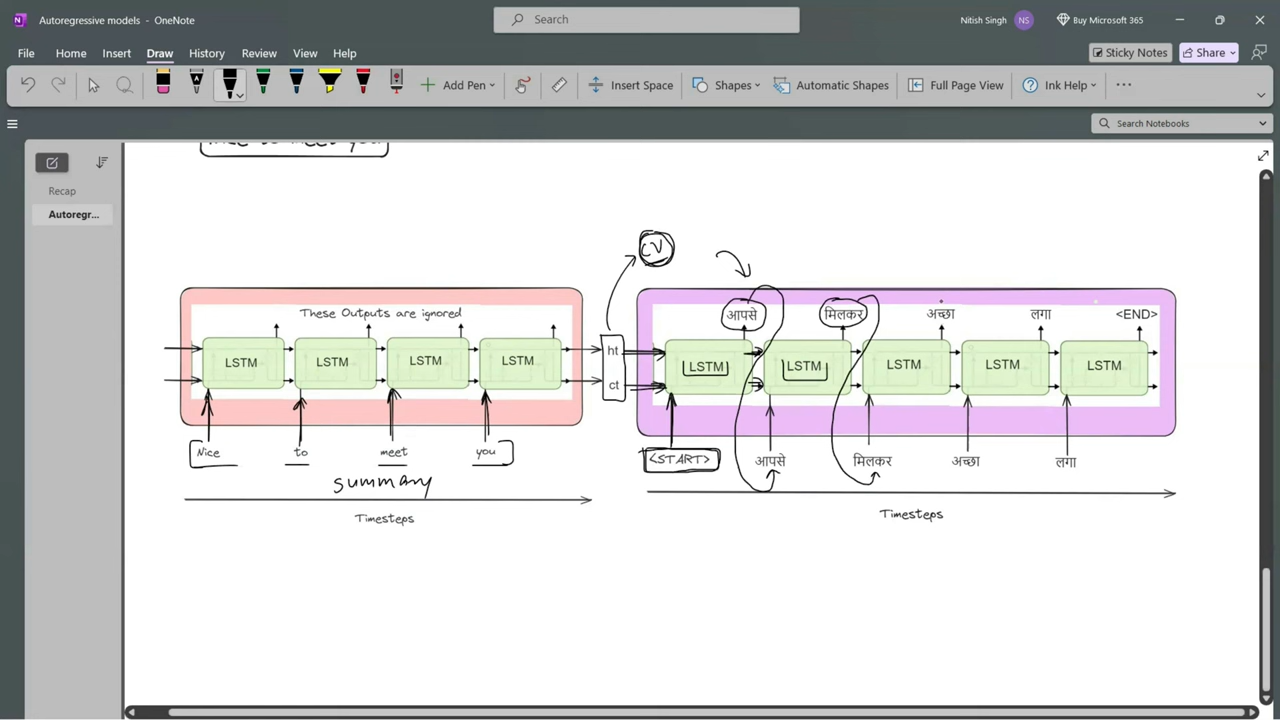 Autoregressive models - OneNote
Search
Nitish Singh NS
Buy Microsoft 365
File Home Insert Draw History Review View Help
Sticky Notes
Share
Add Pen
Insert Space
Shapes
Automatic Shapes
Full Page View
Ink Help
Search Notebooks
Recap
Autoregr...
CV
These Outputs are ignored
आपसे मिलकर अच्छा लगा <END>
LSTM LSTM LSTM LSTM
ht
ct
LSTM LSTM LSTM LSTM LSTM
Nice to meet you
<START> आपसे मिलकर अच्छा लगा
summary
Timesteps
Timesteps